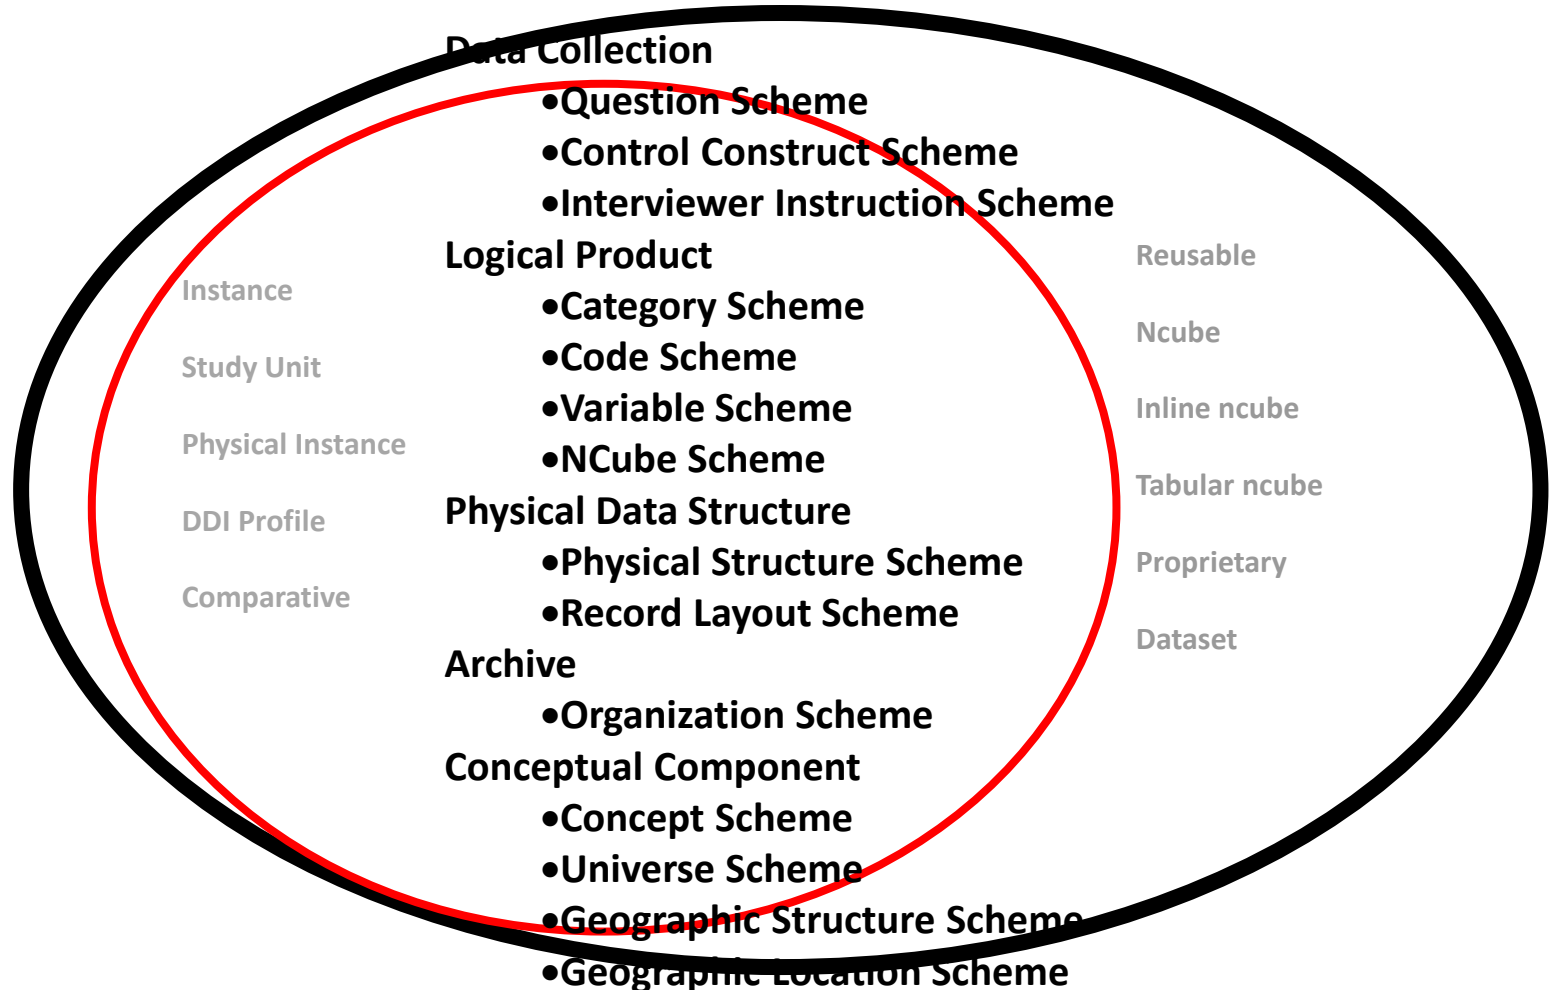 Data Collection
•Question Scheme
•Control Construct Scheme
•Interviewer Instruction Scheme
Logical Product
•Category Scheme
•Code Scheme
•Variable Scheme
•NCube Scheme
Physical Data Structure
•Physical Structure Scheme
•Record Layout Scheme
Archive
•Organization Scheme
Conceptual Component
•Concept Scheme
•Universe Scheme
•Geographic Structure Scheme
•Geographic Location Scheme
Instance
Study Unit
Physical Instance
DDI Profile
Comparative
Reusable
Ncube
Inline ncube
Tabular ncube
Proprietary
Dataset